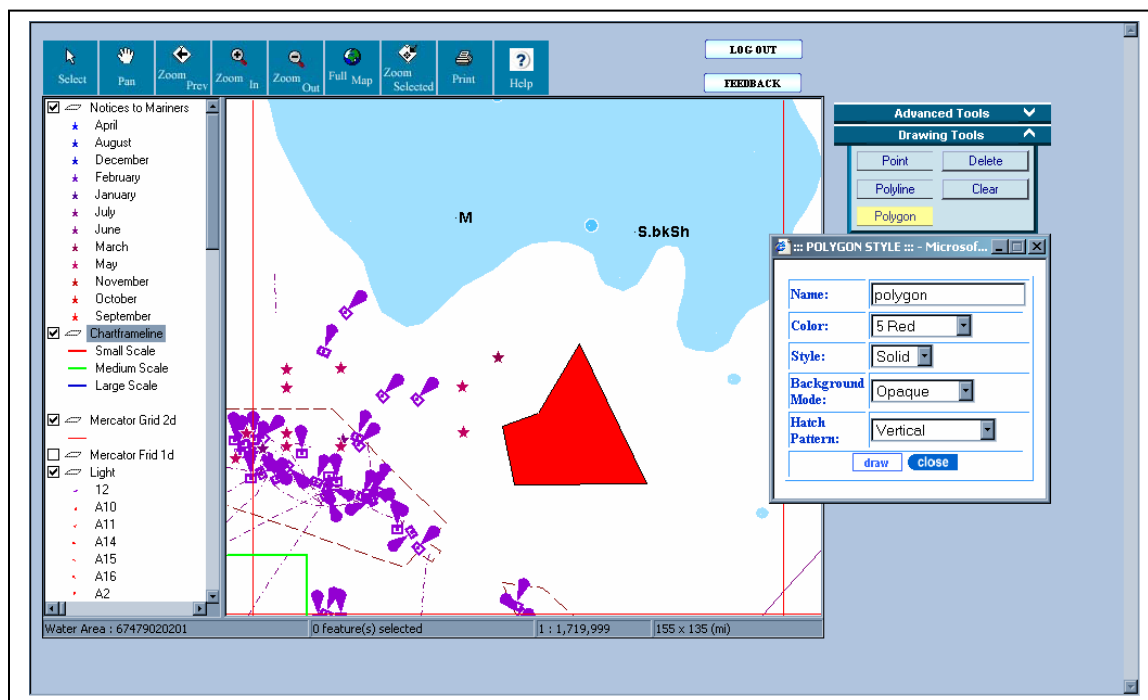 LOG OUT
Select
Pan
Zoom Prev
Zoom In
Zoom Out
Full Map
Zoom Selected
Print
Help
FEEDBACK
Notices to Mariners
April
August
December
February
January
July
June
March
May
November
October
September
Chartframeline
Small Scale
Medium Scale
Large Scale
Mercator Grid 2d
Mercator Frid 1d
Light
12
A10
A11
A14
A15
A16
A2
M
S.bkSh
Advanced Tools
Drawing Tools
Point
Delete
Polyline
Clear
Polygon
::: POLYGON STYLE ::: - Microsof...
Name:
polygon
Color:
5 Red
Style:
Solid
Background Mode:
Opaque
Hatch Pattern:
Vertical
draw
close
Water Area : 67479020201
0 feature(s) selected
1 : 1,719,999
155 x 135 (mi)